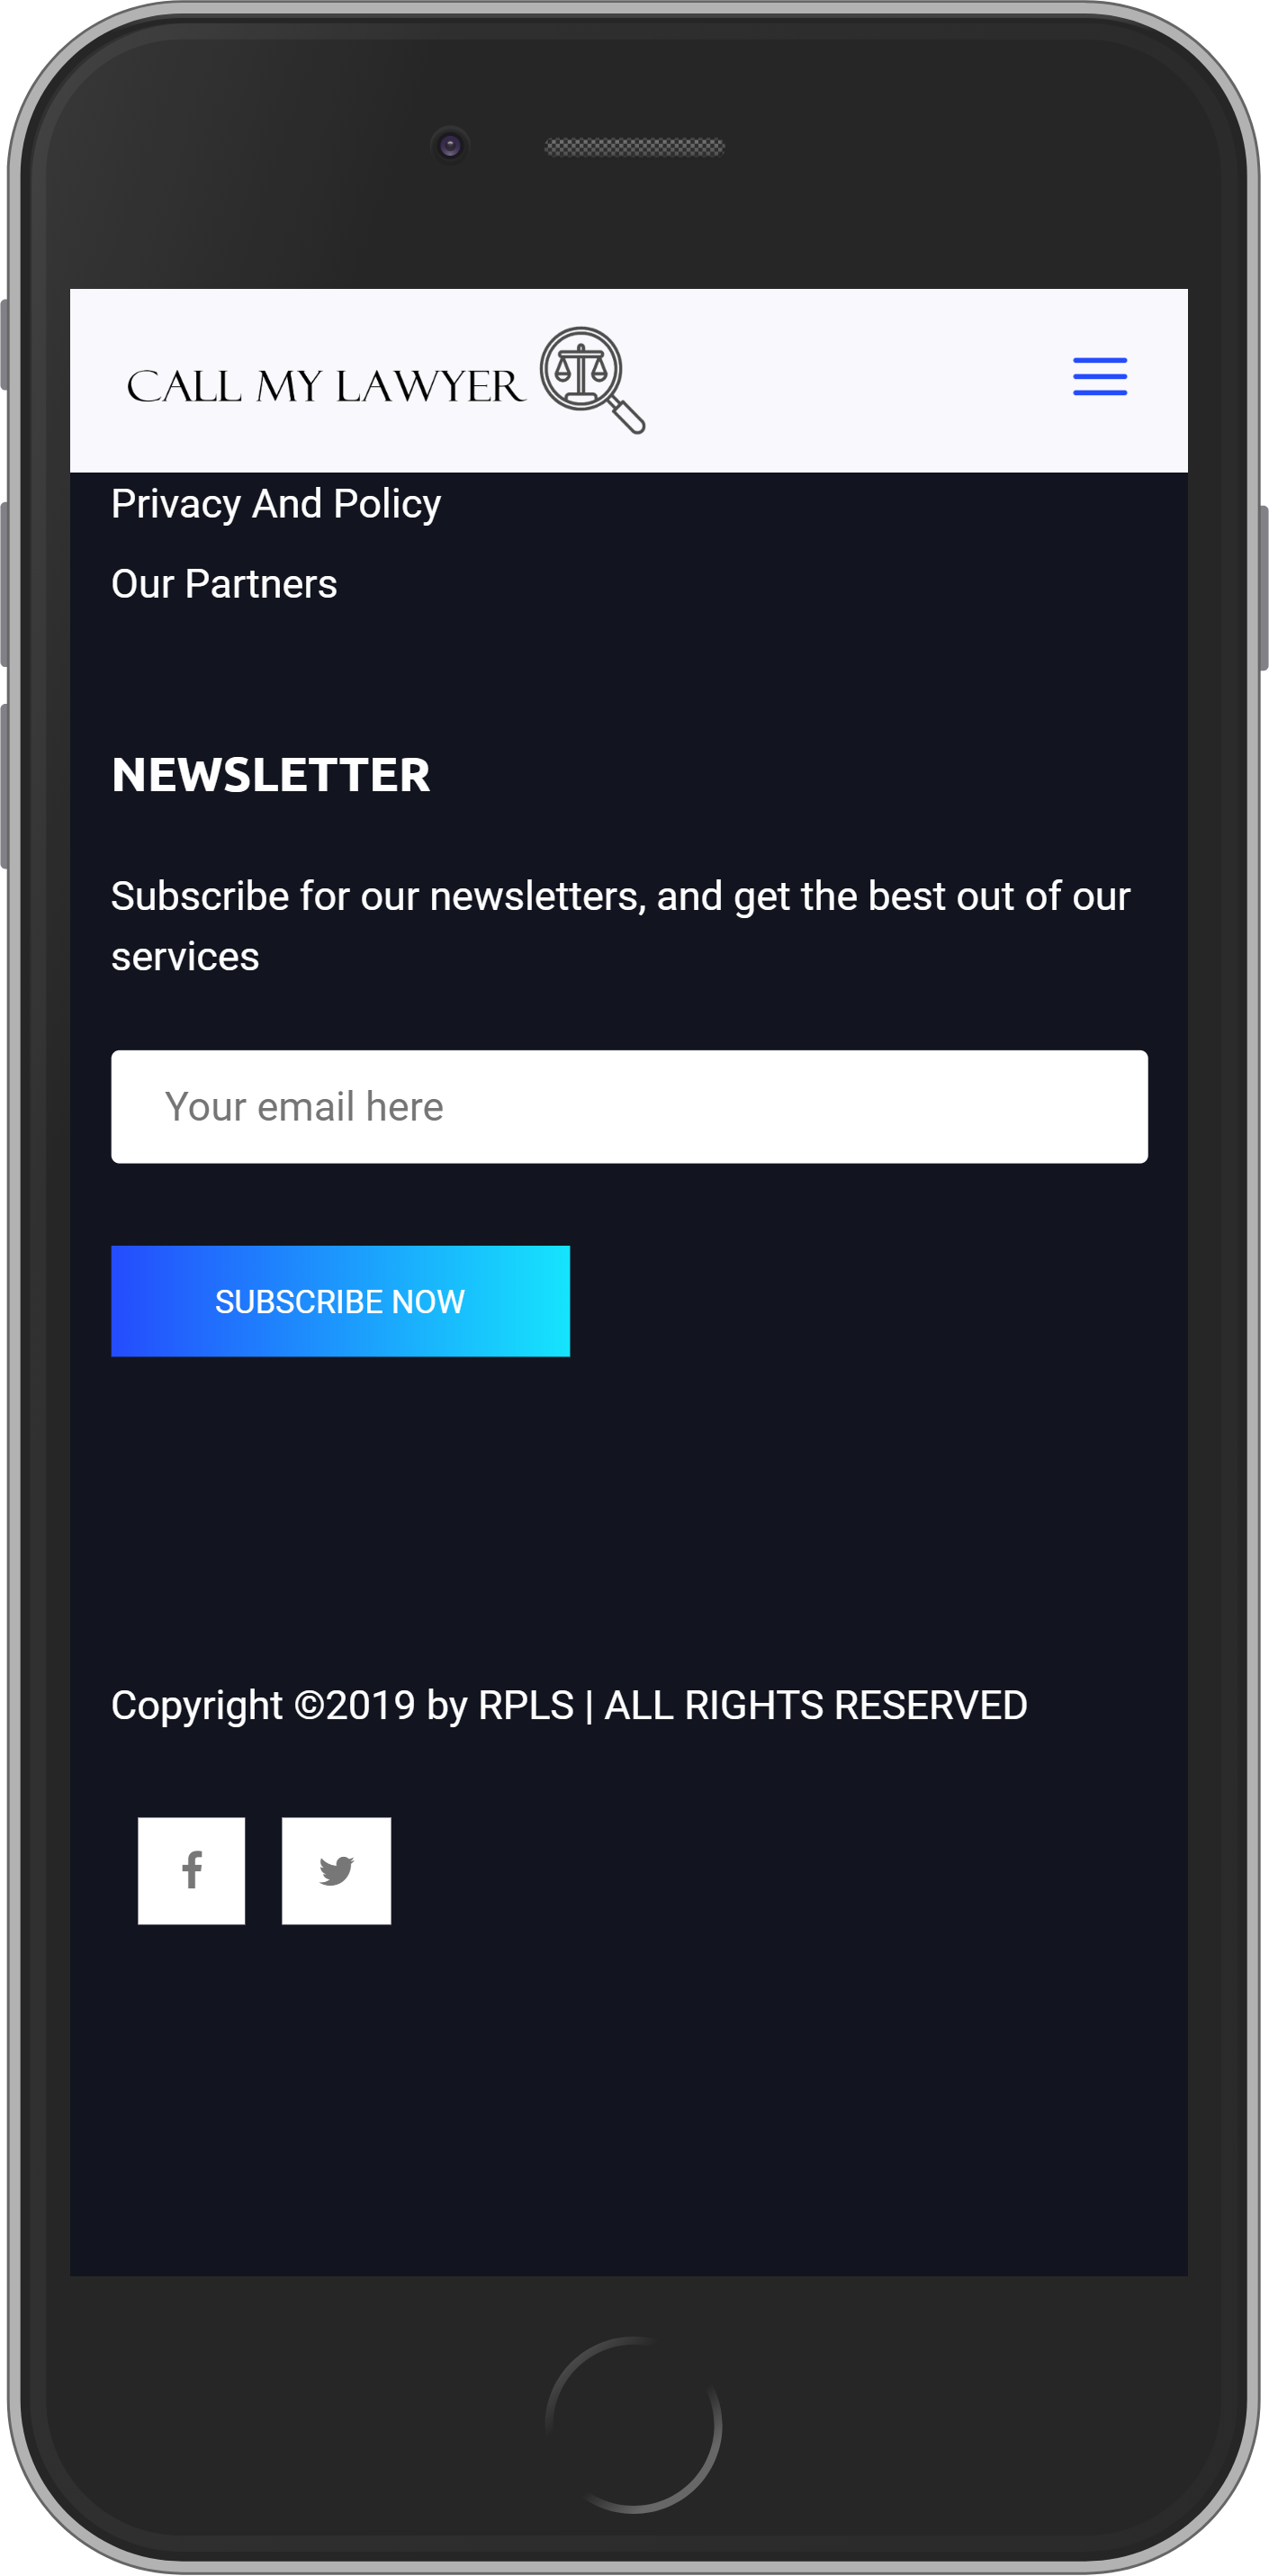 CALL MY LAWYER
Privacy And Policy
Our Partners
NEWSLETTER
Subscribe for our newsletters, and get the best out of our
services
Your email here
SUBSCRIBE NOW
Copyright ©2019 by RPLS | ALL RIGHTS RESERVED